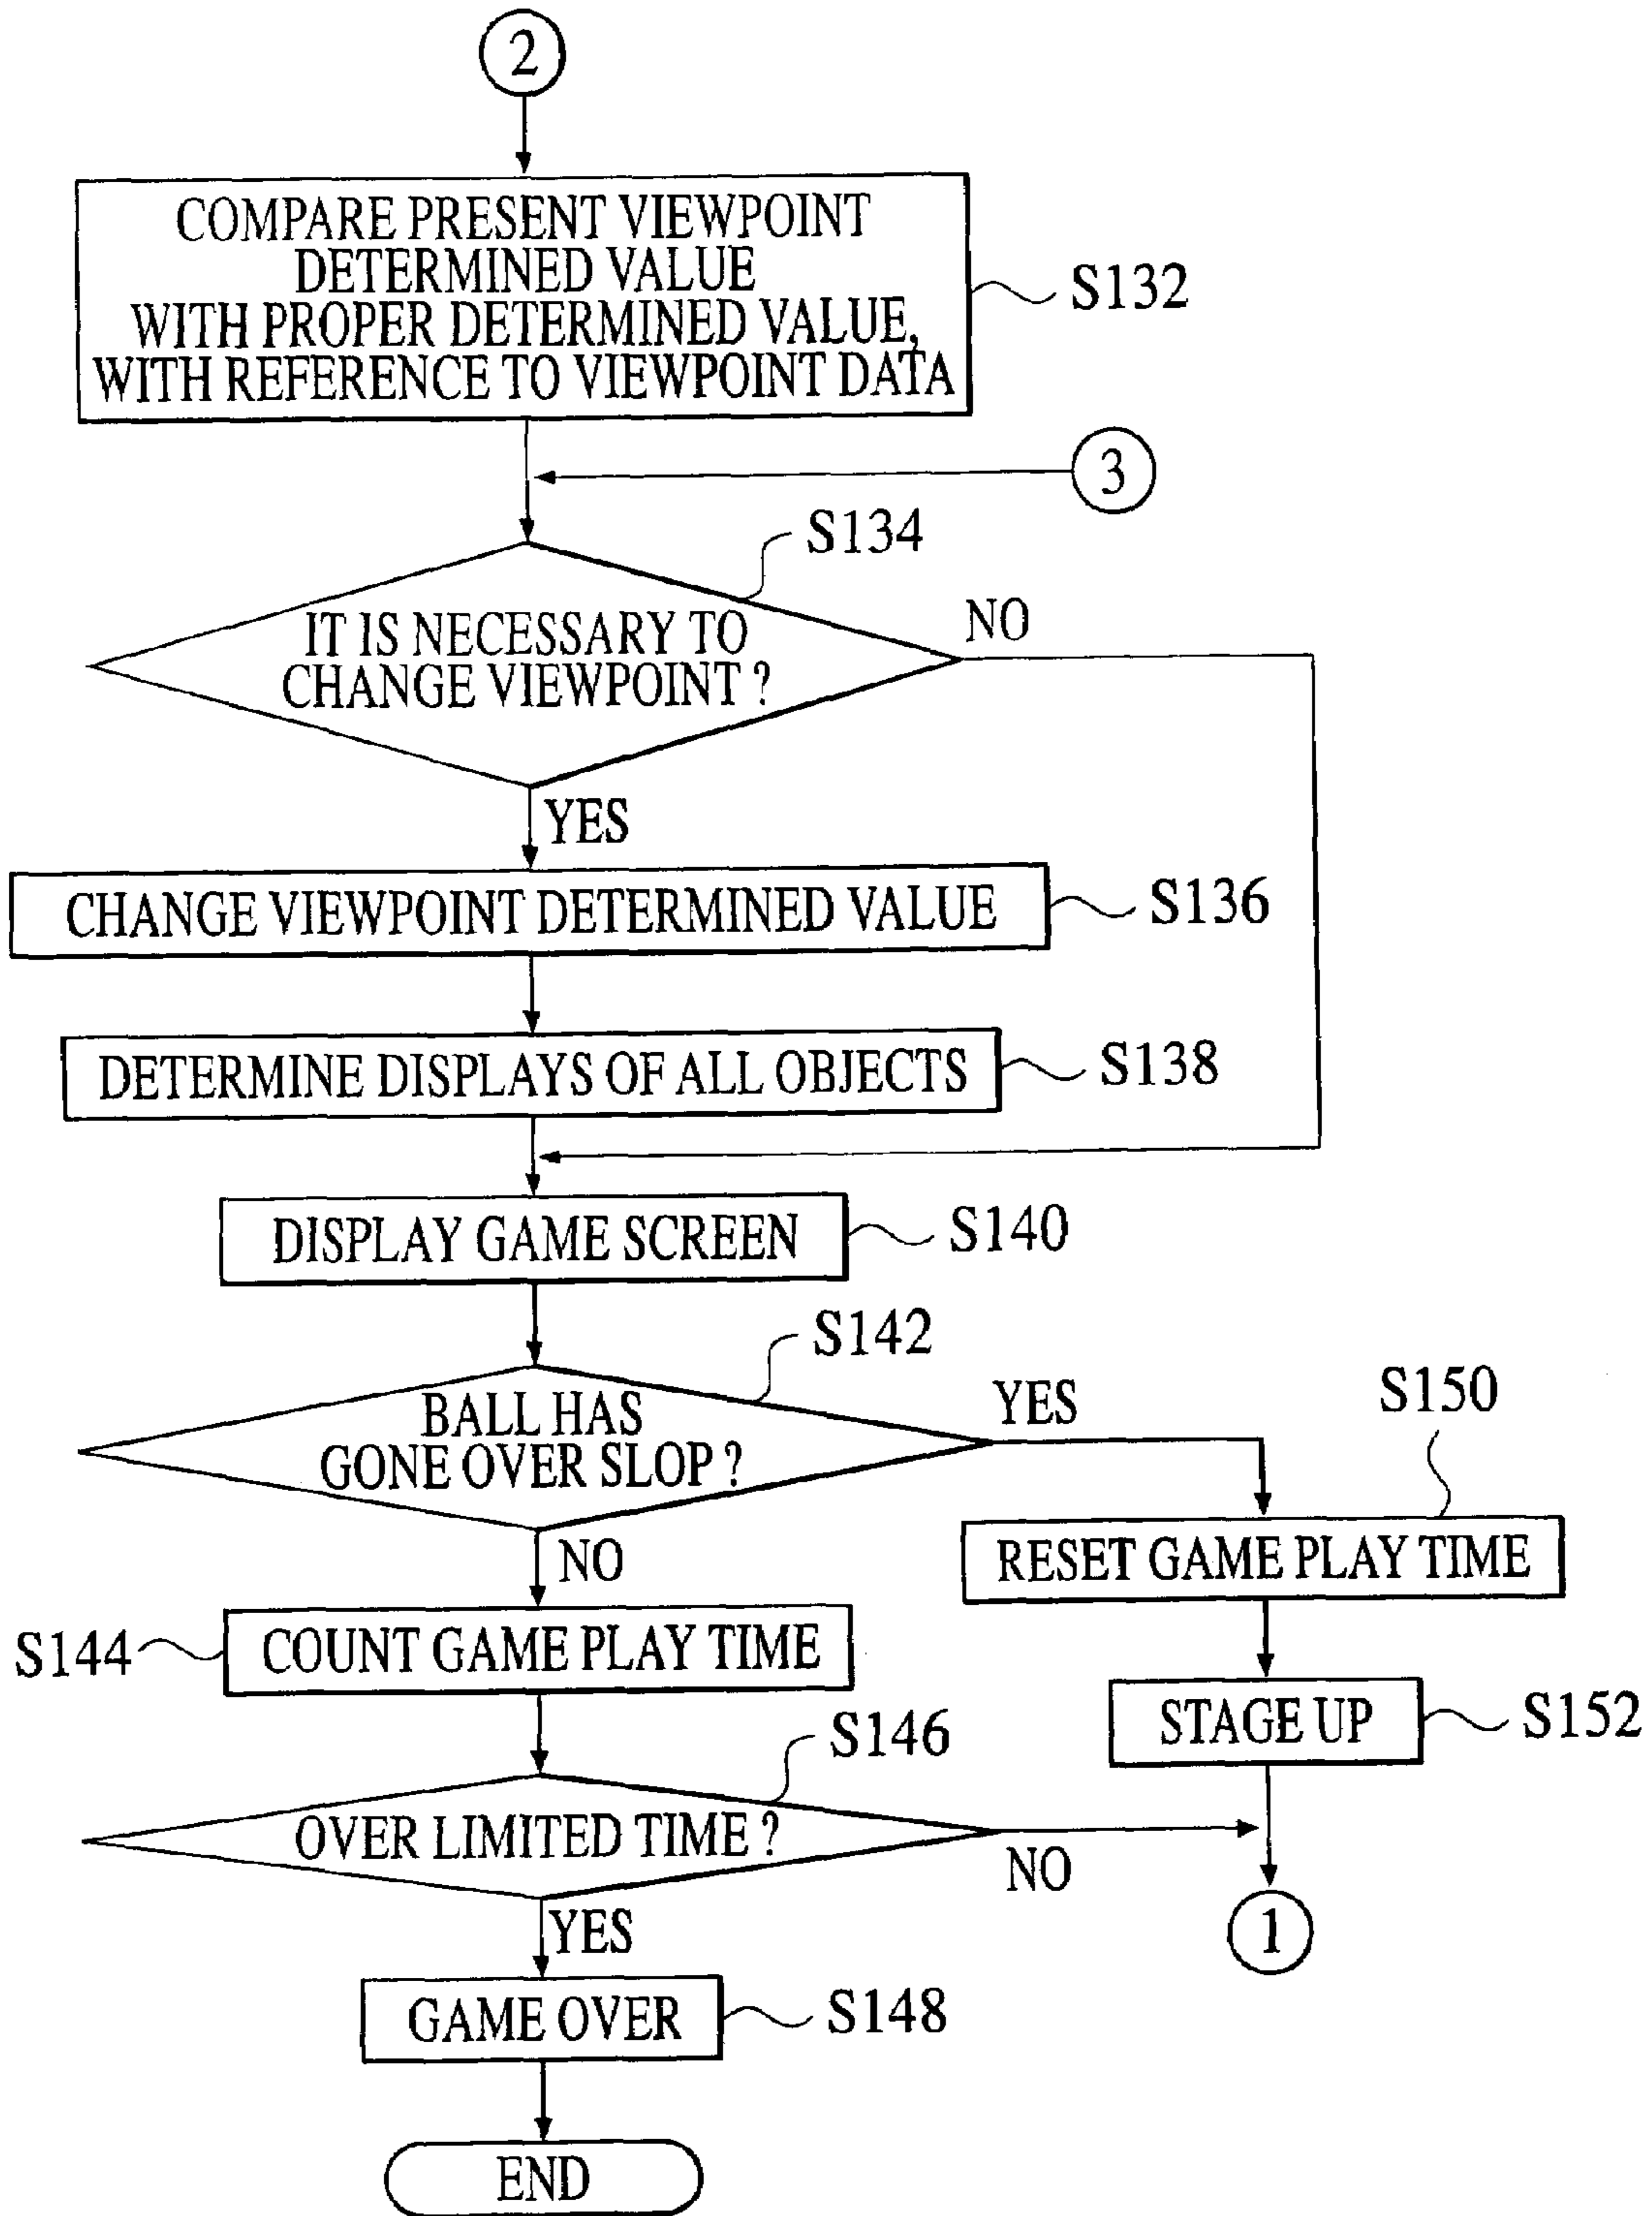 2
COMPARE PRESENT VIEWPOINT
DETERMINED VALUE
WITH PROPER DETERMINED VALUE,
WITH REFERENCE TO VIEWPOINT DATA
S132
3
S134
IT IS NECESSARY TO
CHANGE VIEWPOINT ?
NO
YES
CHANGE VIEWPOINT DETERMINED VALUE
S136
DETERMINE DISPLAYS OF ALL OBJECTS
S138
DISPLAY GAME SCREEN
S140
S142
BALL HAS
GONE OVER SLOP ?
YES
S150
NO
RESET GAME PLAY TIME
S144
COUNT GAME PLAY TIME
STAGE UP
S152
S146
OVER LIMITED TIME ?
NO
YES
1
GAME OVER
S148
END